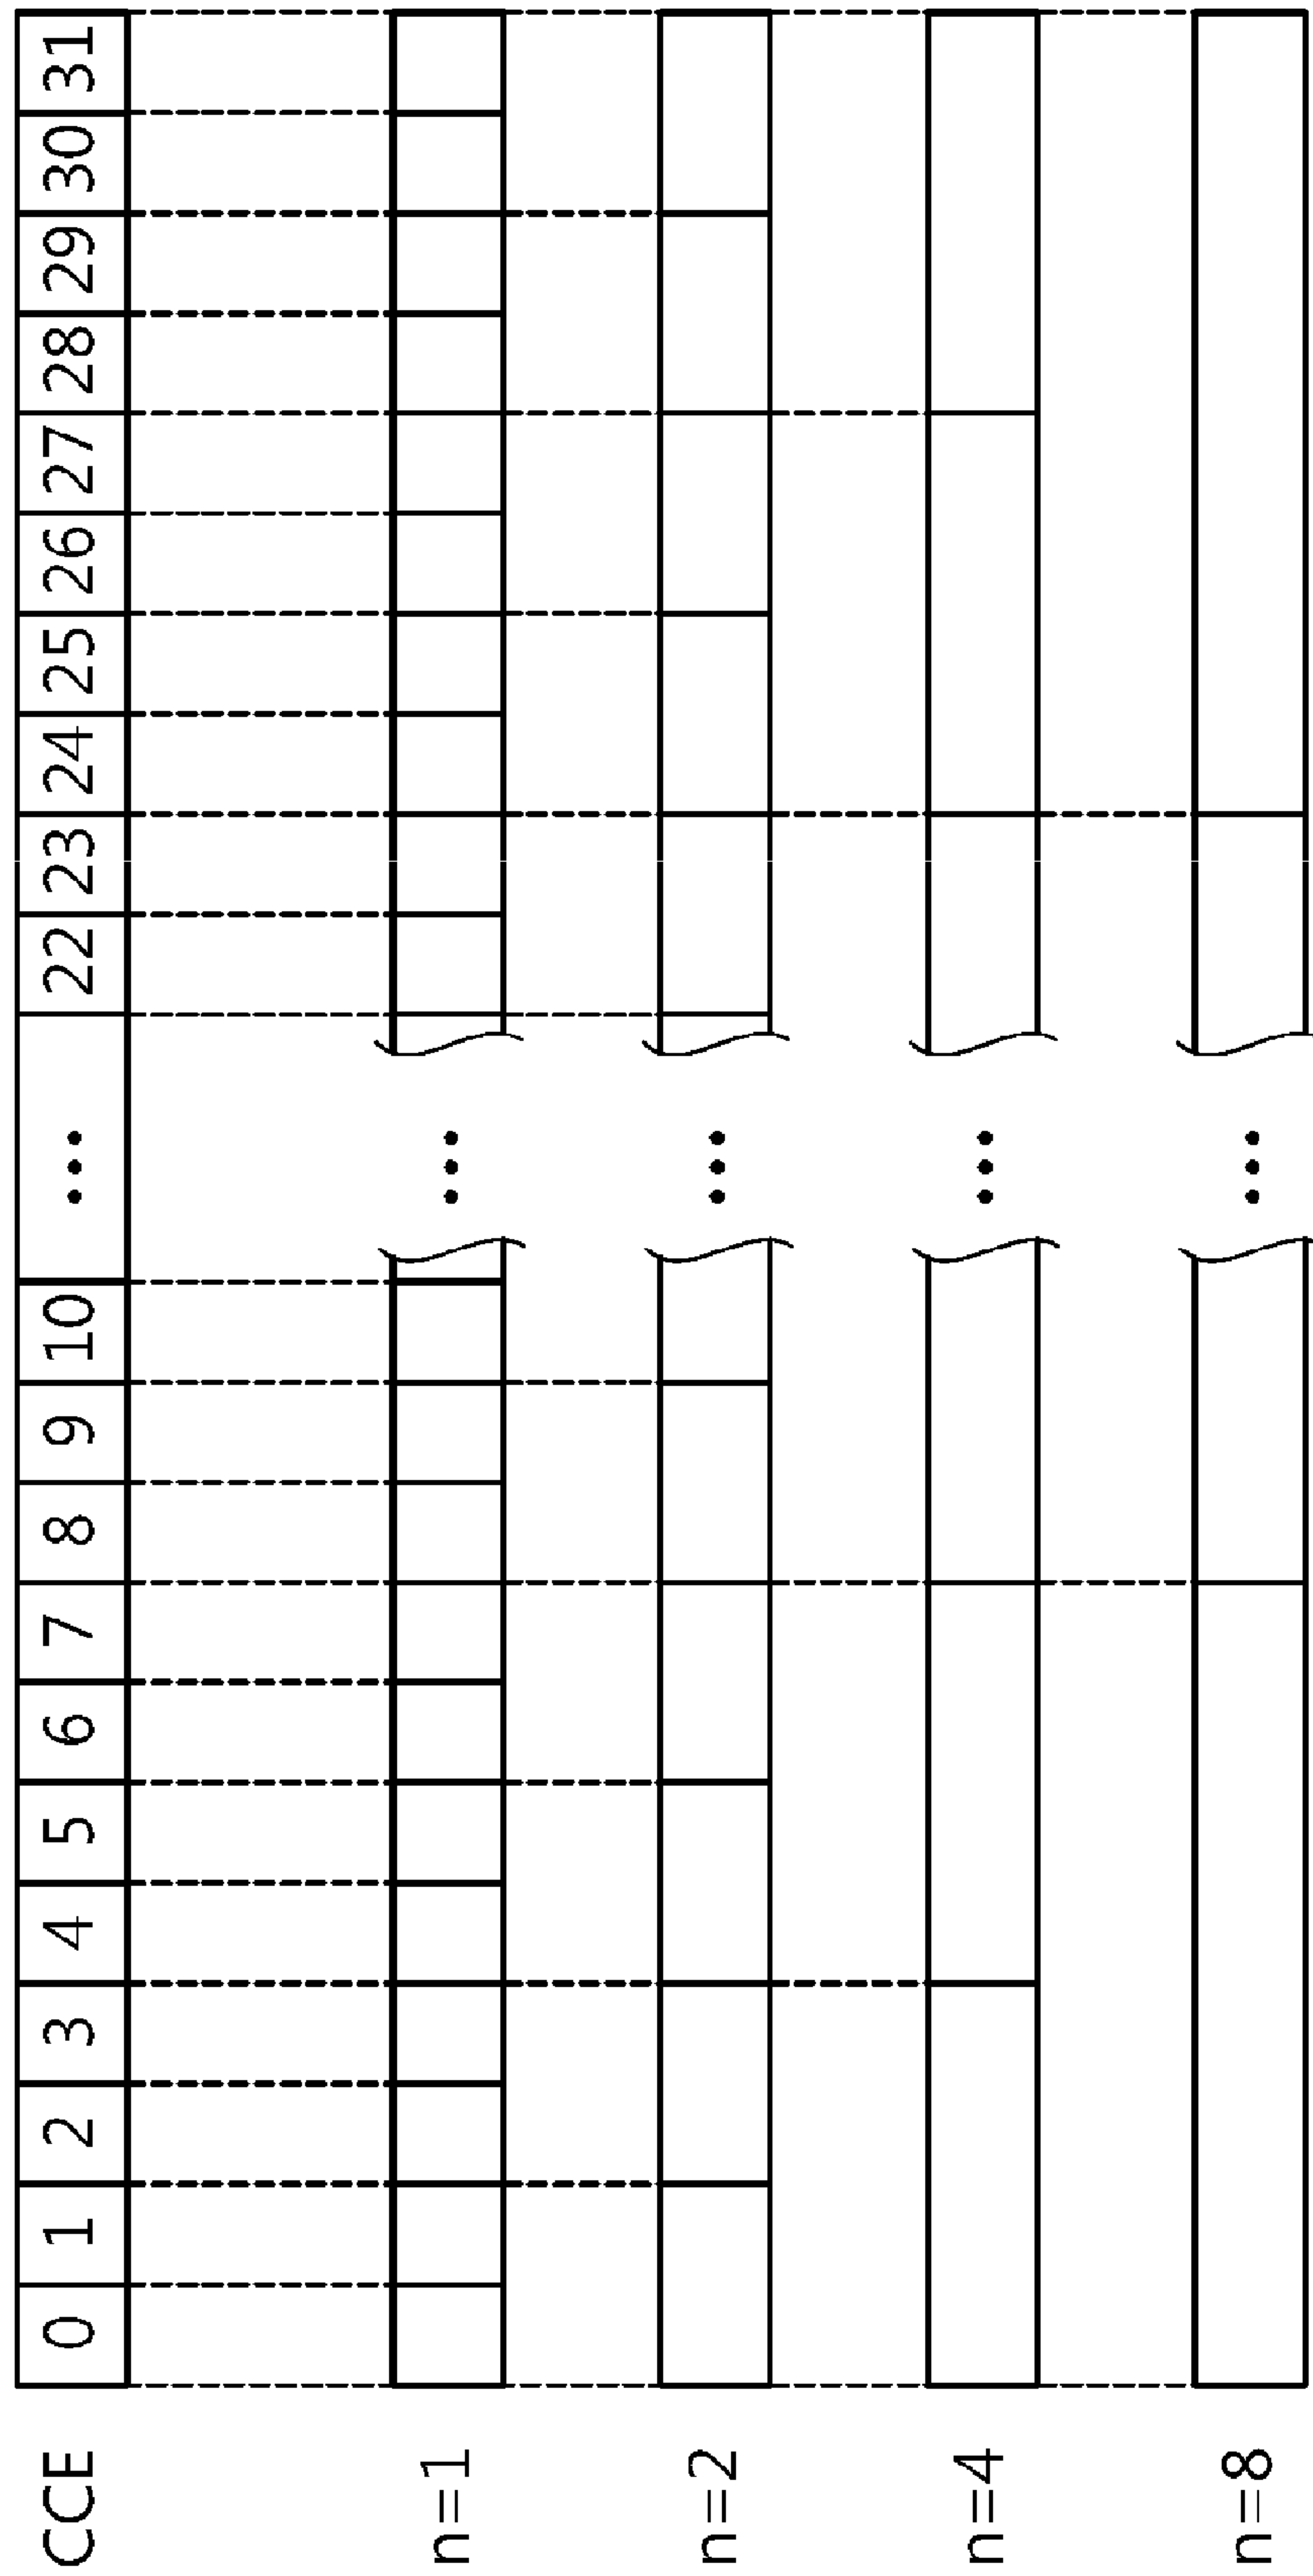 CCE 0 1 2 3 4 5 6 7 8 9 10 ••• 22 23 24 25 26 27 28 29 30 31
n=1 •••
n=2 •••
n=4 •••
n=8 •••